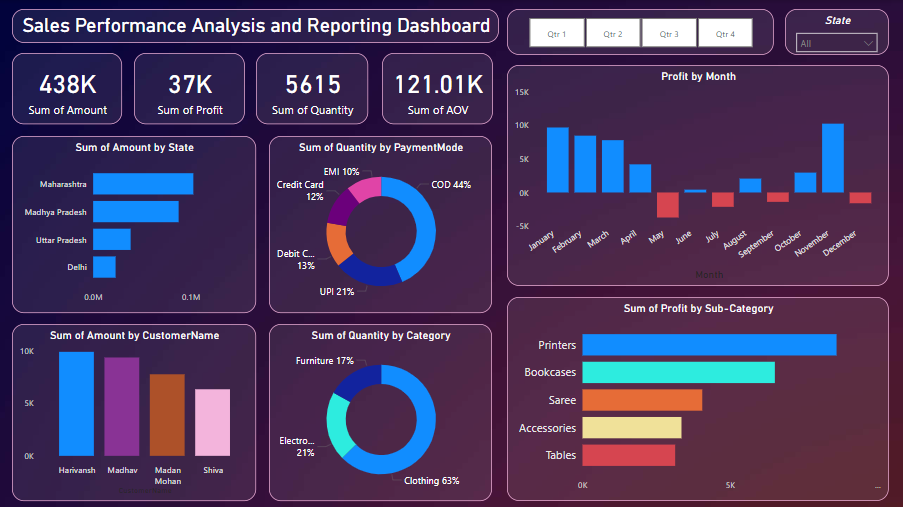 Sales Performance Analysis and Reporting Dashboard
Qtr 1
Qtr 2
Qtr 3
Qtr 4
State
All
438K
Sum of Amount
37K
Sum of Profit
5615
Sum of Quantity
121.01K
Sum of AOV
Sum of Amount by State
Maharashtra
Madhya Pradesh
Uttar Pradesh
Delhi
0.0M
0.1M
Sum of Quantity by PaymentMode
EMI 10%
Credit Card
12%
COD 44%
Debit C...
13%
UPI 21%
Profit by Month
15K
10K
5K
0K
-5K
January
February
March
April
May
June
July
August
September
October
November
December
Month
Sum of Amount by CustomerName
10K
5K
0K
Harivansh
Madhav
Madan
Mohan
Shiva
Sum of Quantity by Category
Furniture 17%
Electro...
21%
Clothing 63%
Sum of Profit by Sub-Category
Printers
Bookcases
Saree
Accessories
Tables
0K
5K
...